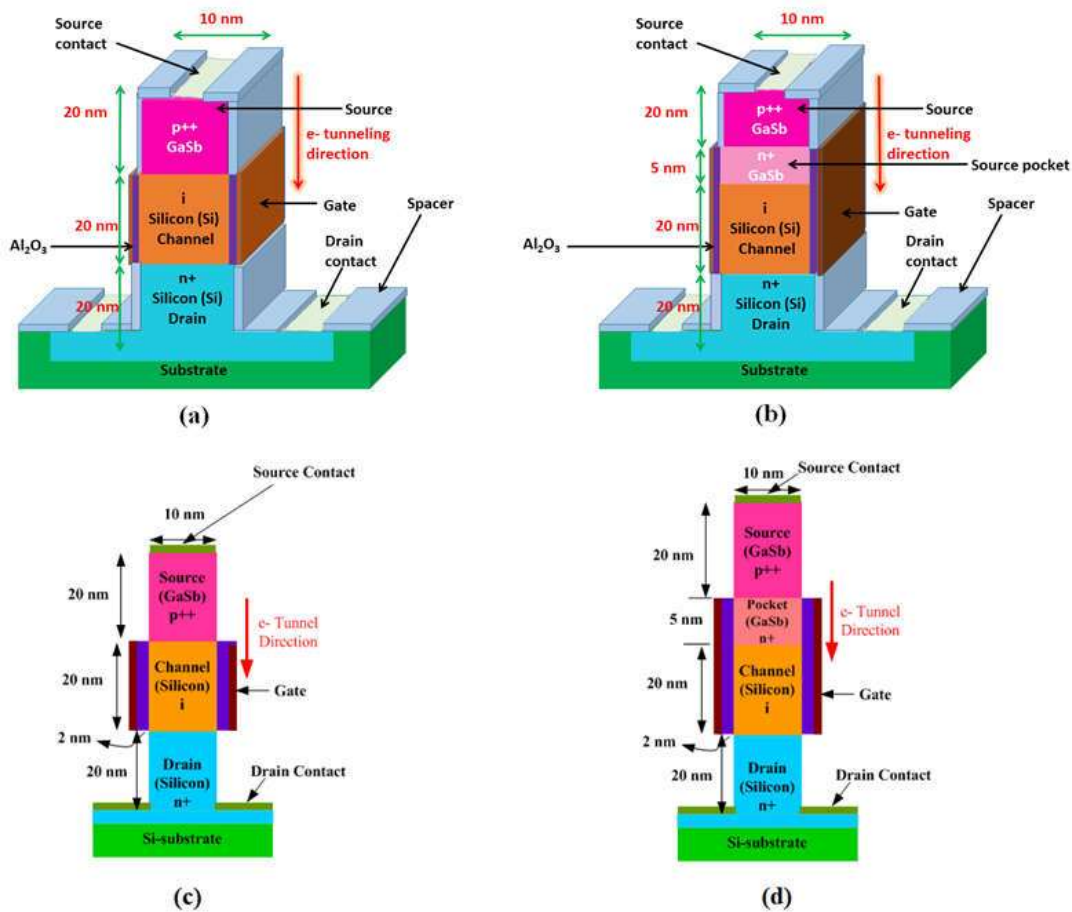 10 nm
Source
contact
20 nm
p++
GaSb
Source
e- tunneling
direction
20 nm
i
Silicon (Si)
Channel
Gate
Spacer
Al₂O₃
Drain
contact
20 nm
n+
Silicon (Si)
Drain
Substrate
(a)
10 nm
Source
contact
20 nm
p++
GaSb
Source
e- tunneling
direction
5 nm
n+
GaSb
Source pocket
20 nm
i
Silicon (Si)
Channel
Gate
Spacer
Al₂O₃
Drain
contact
20 nm
n+
Silicon (Si)
Drain
Substrate
(b)
Source Contact
10 nm
20 nm
Source
(GaSb)
p++
e- Tunnel
Direction
20 nm
Channel
(Silicon)
i
Gate
2 nm
20 nm
Drain
(Silicon)
n+
Drain Contact
Si-substrate
(c)
10 nm
Source Contact
20 nm
Source
(GaSb)
p++
5 nm
Pocket
(GaSb)
n+
e- Tunnel
Direction
20 nm
Channel
(Silicon)
i
Gate
2 nm
20 nm
Drain
(Silicon)
n+
Drain Contact
Si-substrate
(d)